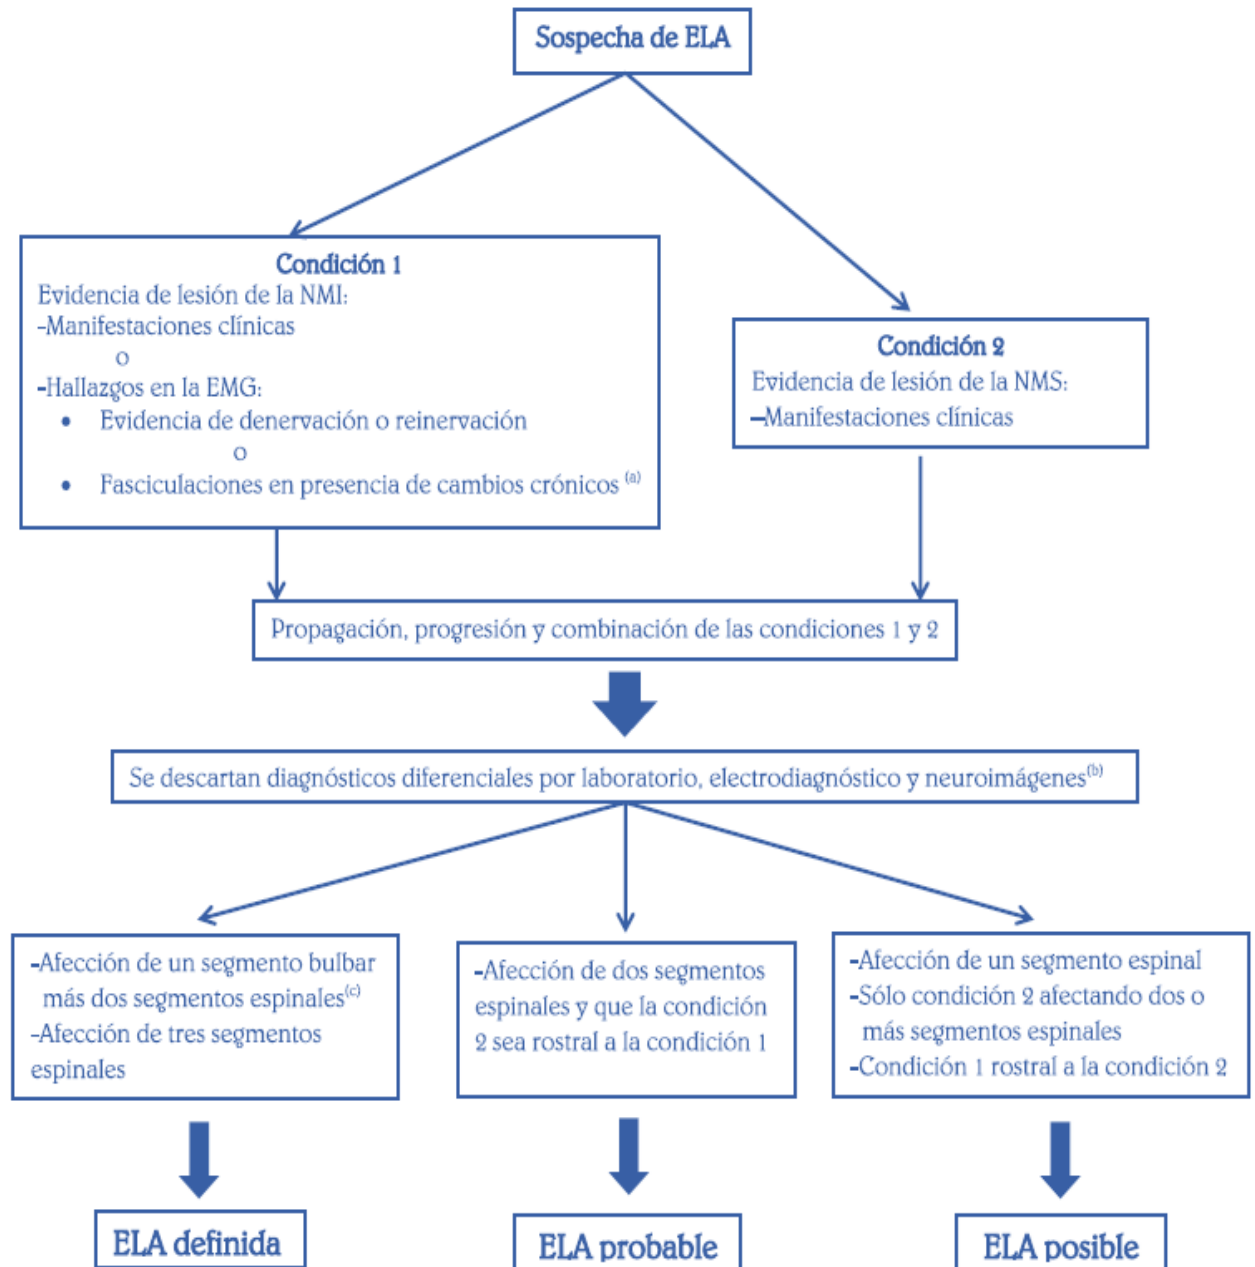 Sospecha de ELA
Condición 1
Evidencia de lesión de la NMI:
-Manifestaciones clínicas
o
-Hallazgos en la EMG:
• Evidencia de denervación o reinervación
o
• Fasciculaciones en presencia de cambios crónicos (a)
Condición 2
Evidencia de lesión de la NMS:
-Manifestaciones clínicas
Propagación, progresión y combinación de las condiciones 1 y 2
Se descartan diagnósticos diferenciales por laboratorio, electrodiagnóstico y neuroimágenes(b)
-Afección de un segmento bulbar
más dos segmentos espinales(c)
-Afección de tres segmentos
espinales
-Afección de dos segmentos
espinales y que la condición
2 sea rostral a la condición 1
-Afección de un segmento espinal
-Sólo condición 2 afectando dos o
más segmentos espinales
-Condición 1 rostral a la condición 2
ELA definida
ELA probable
ELA posible